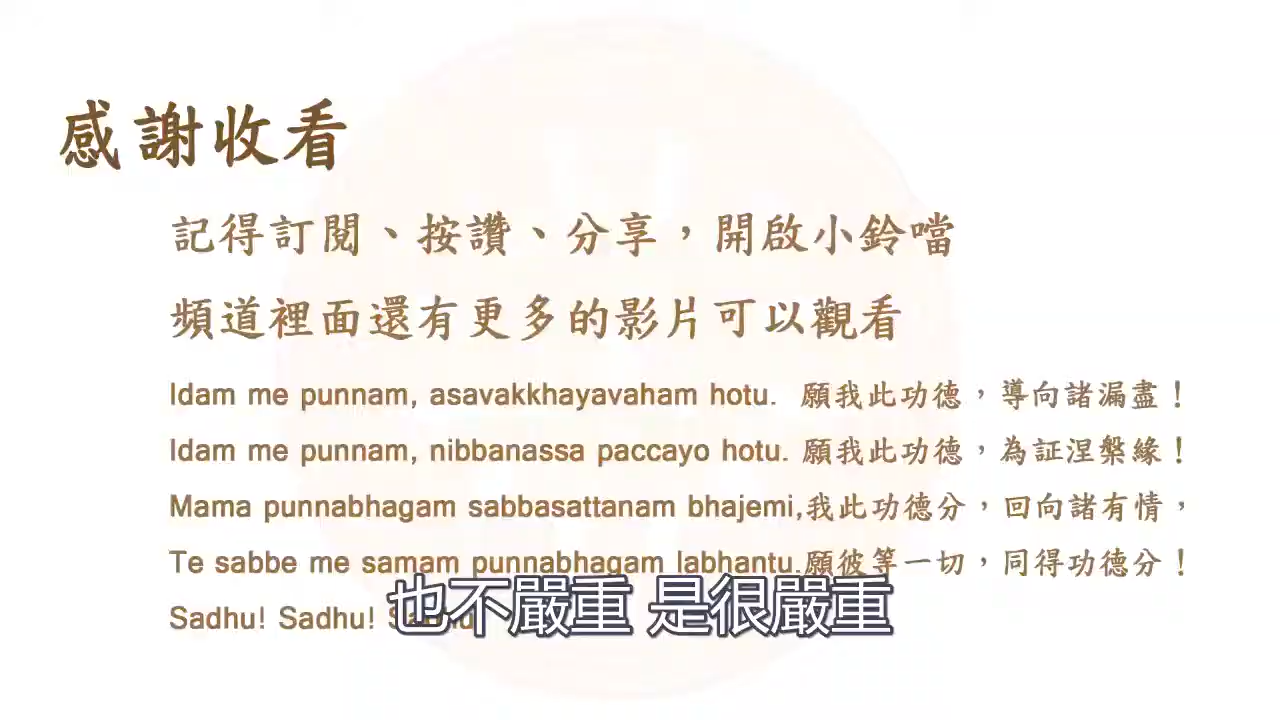 感謝收看
記得訂閱、按讚、分享，開啟小鈴噹
頻道裡面還有更多的影片可以觀看
Idam me punnam, asavakkhayavaham hotu. 願我此功德，導向諸漏盡！
Idam me punnam, nibbanassa paccayo hotu. 願我此功德，為証涅槃緣！
Mama punnabhagam sabbasattanam bhajemi,我此功德分，回向諸有情，
Te sabbe me samam punnabhagam labhantu.願彼等一切，同得功德分！
Sadhu! Sadhu! Sadhu
也不嚴重 是很嚴重